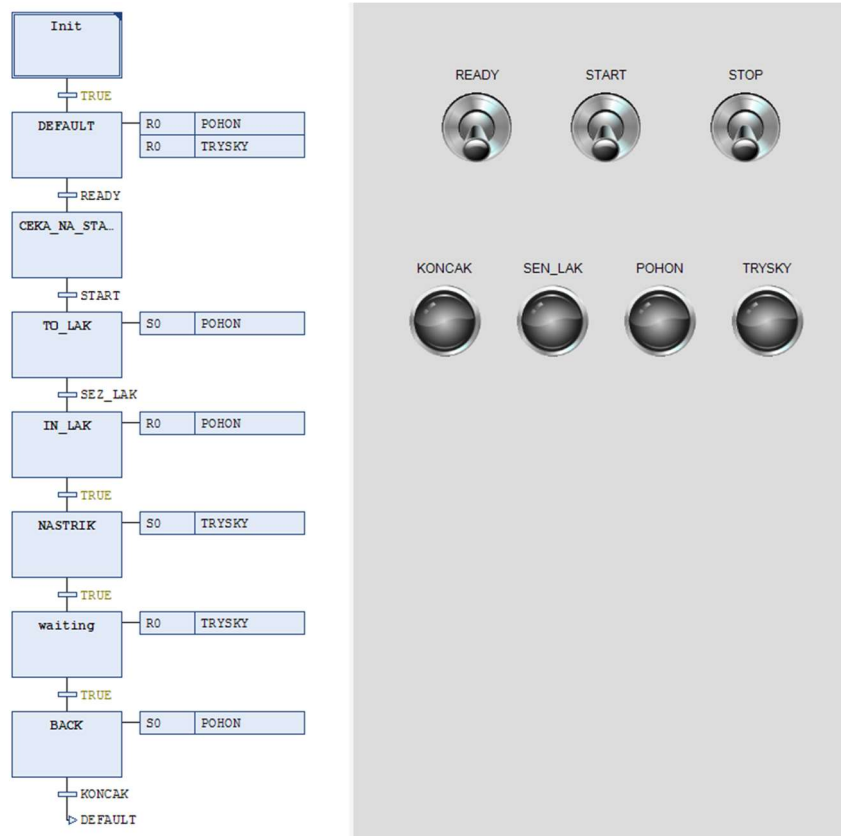 Init
TRUE
DEFAULT R0 POHON
R0 TRYSKY
READY
CEKA_NA_STA…
START
TO_LAK S0 POHON
SEZ_LAK
IN_LAK R0 POHON
TRUE
NASTRIK S0 TRYSKY
TRUE
waiting R0 TRYSKY
TRUE
BACK S0 POHON
KONCAK
DEFAULT
READY START STOP
KONCAK SEN_LAK POHON TRYSKY